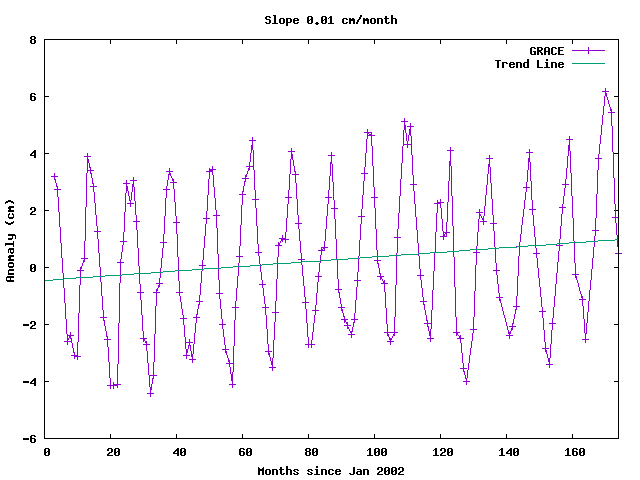 Slope 0.01 cm/month
GRACE
Trend Line
Anomaly (cm)
8
6
4
2
0
-2
-4
-6
0 20 40 60 80 100 120 140 160
Months since Jan 2002